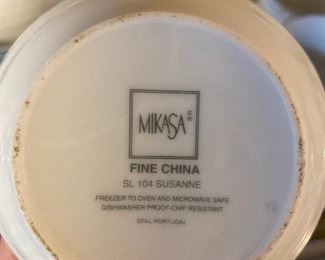 MIKASA ®
FINE CHINA
SL 104 SUSANNE
FREEZER TO OVEN AND MICROWAVE SAFE
DISHWASHER PROOF-CHIP RESISTANT
SPAL PORTUGAL